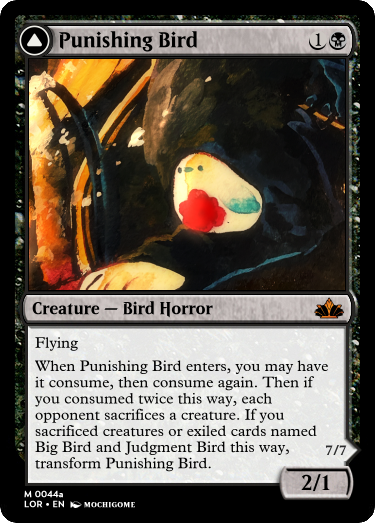 Punishing Bird 1
Creature — Bird Horror
Flying
When Punishing Bird enters, you may have
it consume, then consume again. Then if
you consumed twice this way, each
opponent sacrifices a creature. If you
sacrificed creatures or exiled cards named
Big Bird and Judgment Bird this way,
transform Punishing Bird.
7/7
2/1
M 0044a
LOR • EN MOCHIGOME